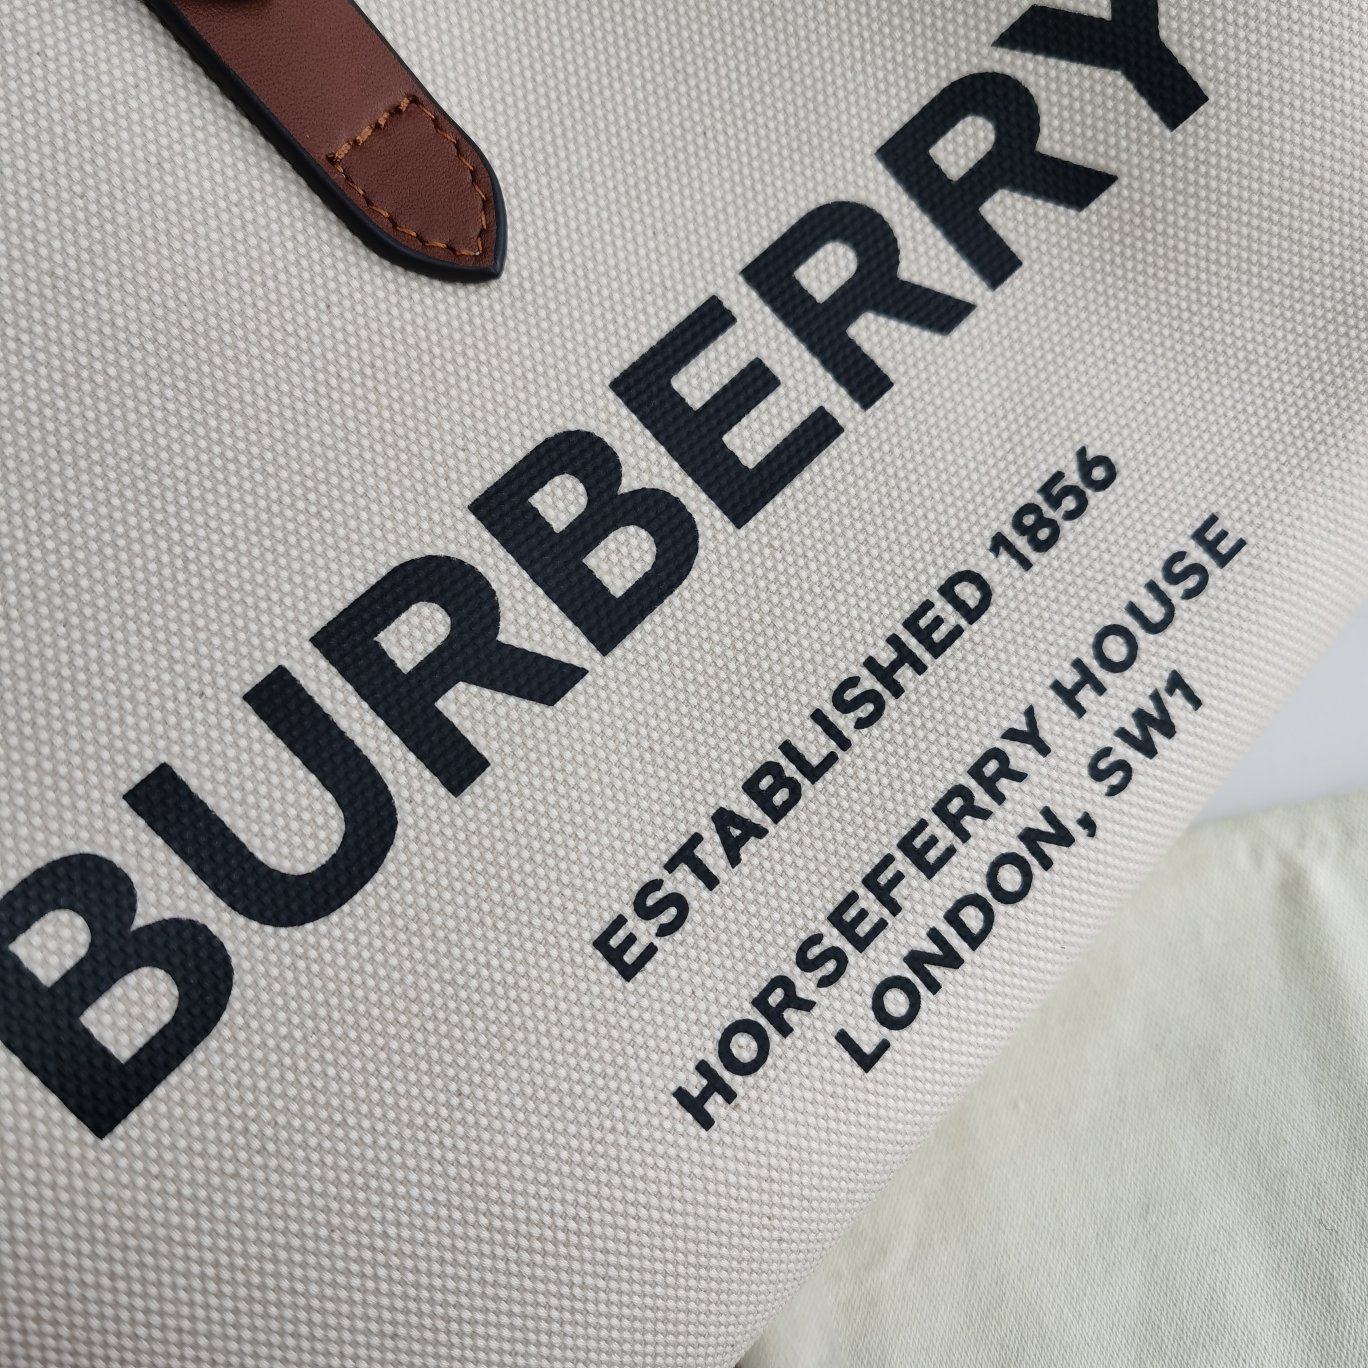 BURBERRY
ESTABLISHED 1856
HORSEFERRY HOUSE
LONDON, SW1